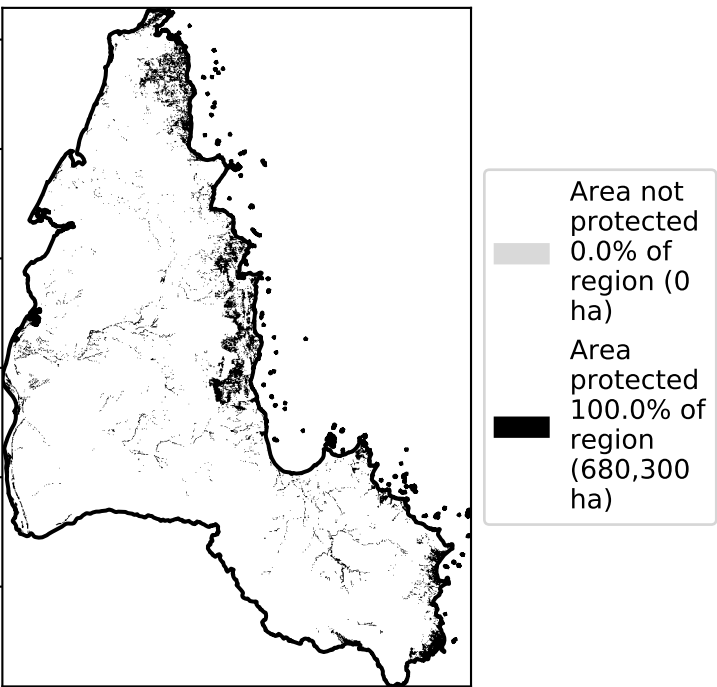 Area not
protected
0.0% of
region (0
ha)
Area
protected
100.0% of
region
(680,300
ha)